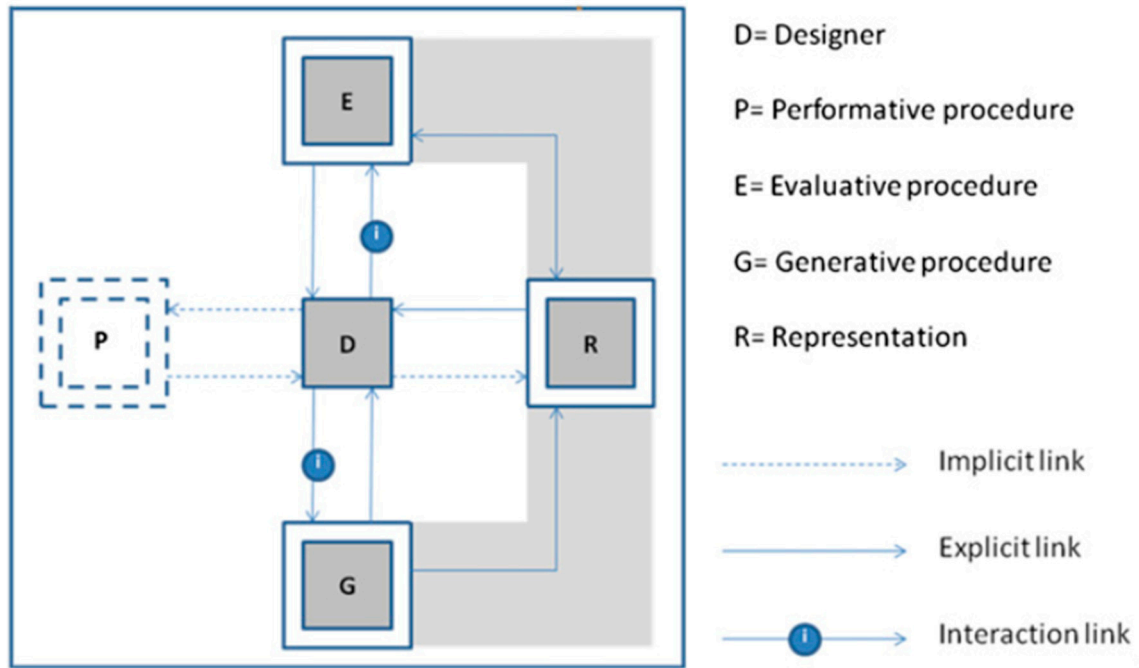 E
i
P
D
R
i
G
D= Designer
P= Performative procedure
E= Evaluative procedure
G= Generative procedure
R= Representation
Implicit link
Explicit link
i
Interaction link